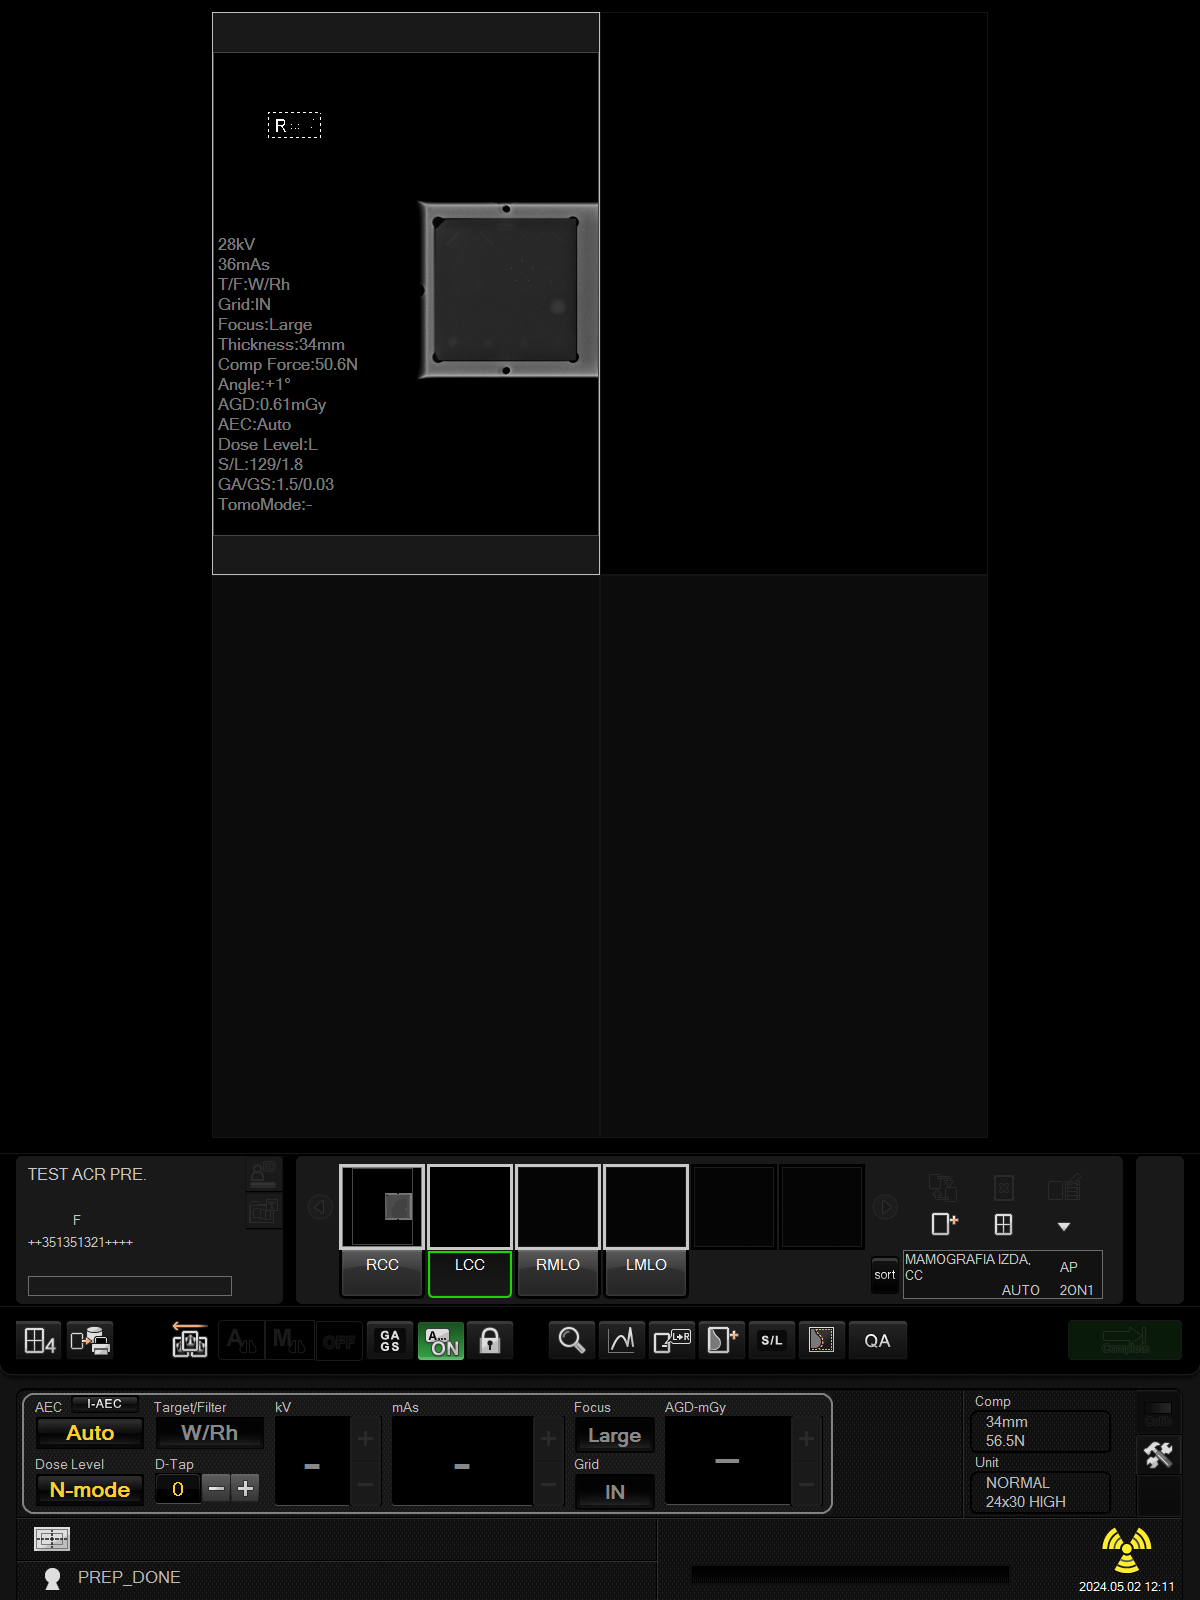 R
28kV
36mAs
T/F:W/Rh
Grid:IN
Focus:Large
Thickness:34mm
Comp Force:50.6N
Angle:+1°
AGD:0.61mGy
AEC:Auto
Dose Level:L
S/L:129/1.8
GA/GS:1.5/0.03
TomoMode:-
TEST ACR PRE.
F
++351351321++++
RCC
LCC
RMLO
LMLO
sort
MAMOGRAFIA IZDA,
CC
AP
AUTO
2ON1
4
A
M
OFF
GA
GS
A...
ON
L➔R
S/L
QA
Complete
AEC
I-AEC
Auto
Dose Level
N-mode
Target/Filter
W/Rh
D-Tap
0
kV
–
mAs
–
Focus
Large
Grid
IN
AGD-mGy
—
Comp
34mm
56.5N
Unit
NORMAL
24x30 HIGH
PREP_DONE
2024.05.02 12:11